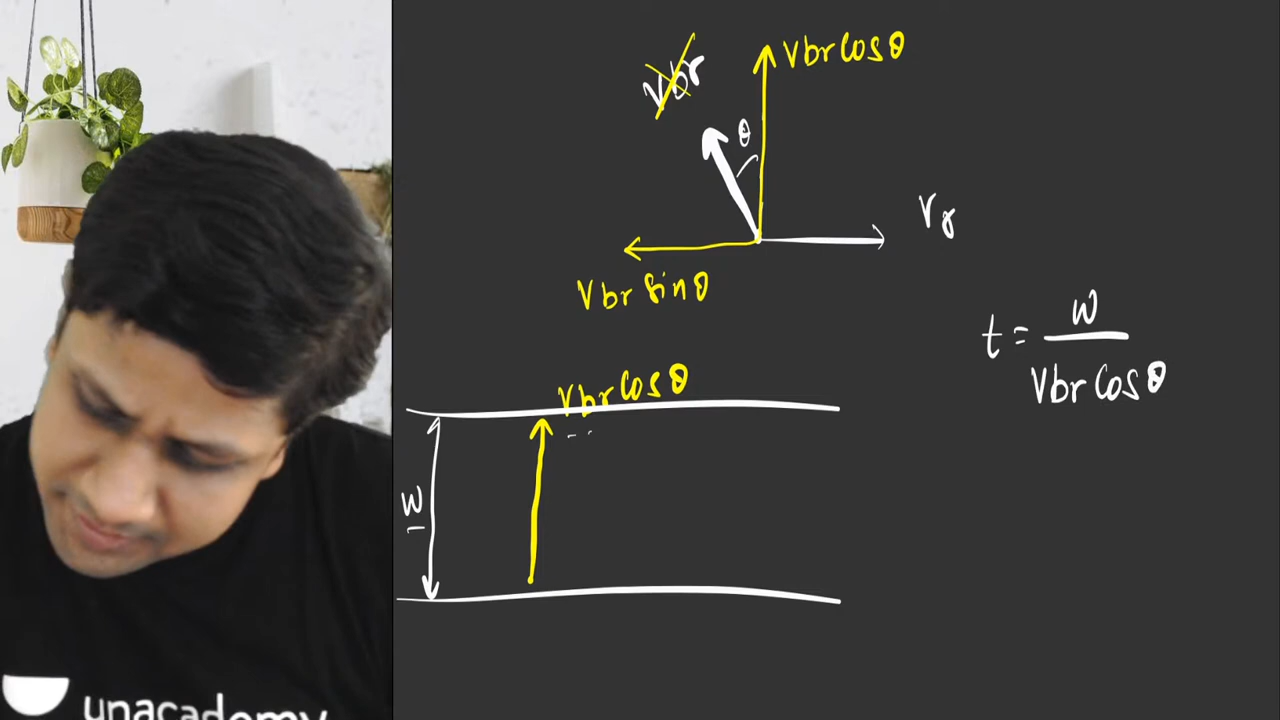 Vbr
Vbr Cos θ
θ
Vr
Vbr Sin θ
t = W / Vbr Cos θ
Vbr Cos θ
W
unacademy